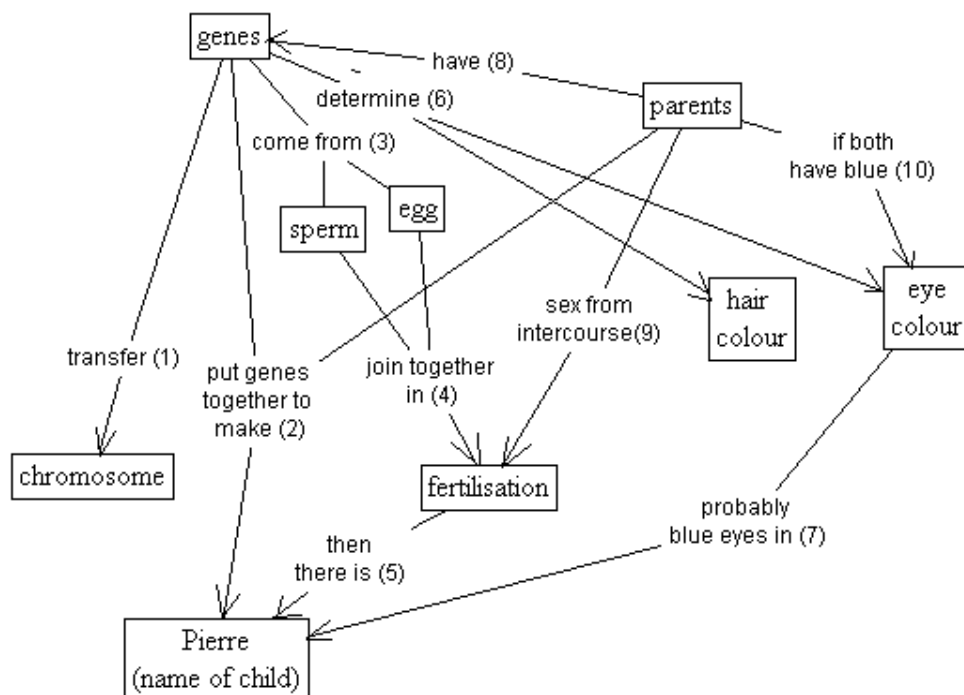 genes
have (8)
parents
determine (6)
come from (3)
if both
have blue (10)
egg
sperm
hair
colour
eye
colour
sex from
intercourse(9)
transfer (1)
put genes
together to
make (2)
join together
in (4)
chromosome
fertilisation
probably
blue eyes in (7)
then
there is (5)
Pierre
(name of child)